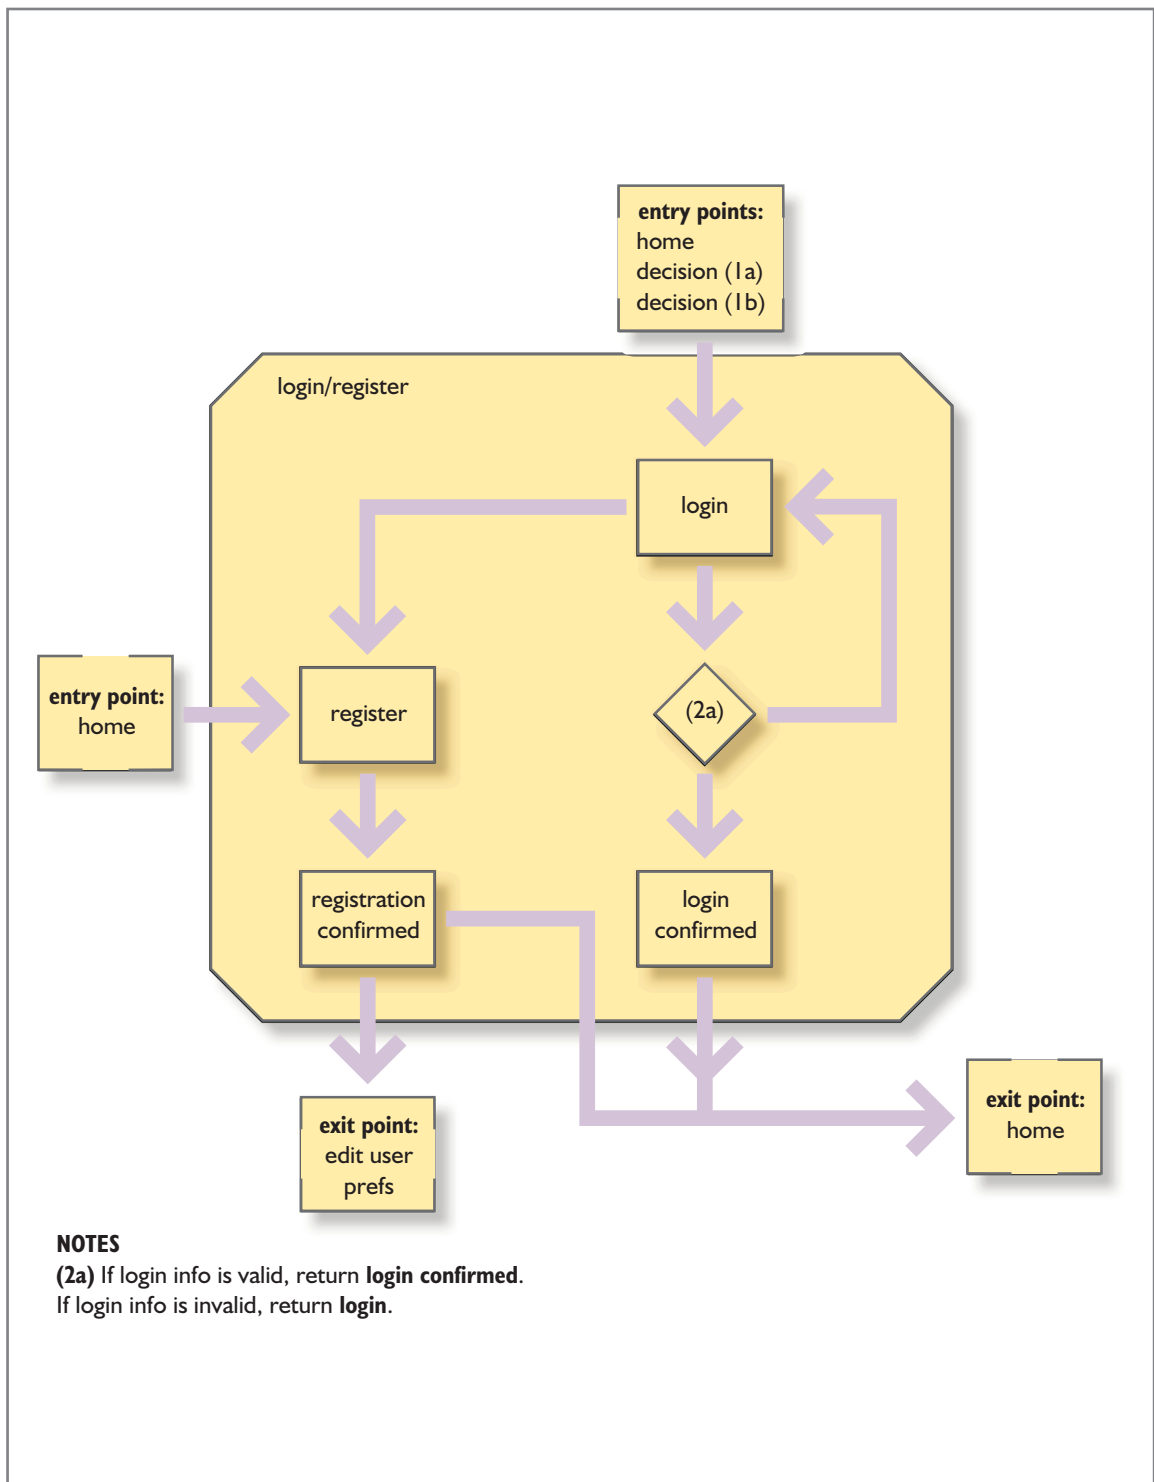 entry points:
home
decision (1a)
decision (1b)
login/register
login
entry point:
home
register
(2a)
registration
confirmed
login
confirmed
exit point:
edit user
prefs
exit point:
home
NOTES
(2a) If login info is valid, return login confirmed.
If login info is invalid, return login.